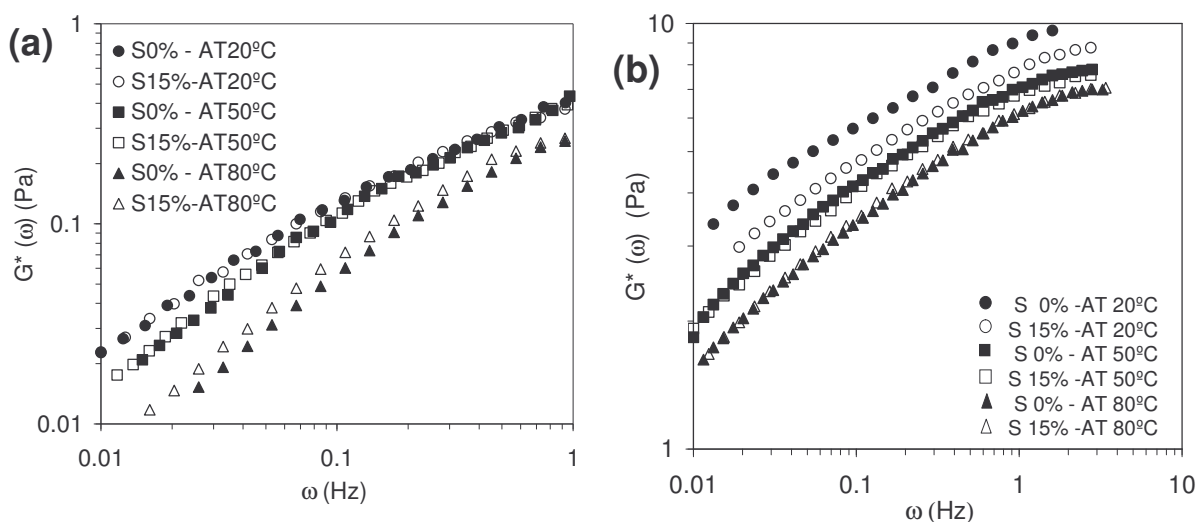 (a)
1
0.1
0.01
0.01
0.1
1
G* (ω) (Pa)
ω (Hz)
S0% - AT20ºC
S15%-AT20ºC
S0% - AT50ºC
S15%-AT50ºC
S0% - AT80ºC
S15%-AT80ºC
(b)
10
1
0.01
0.1
1
10
G* (ω) (Pa)
ω (Hz)
S 0% -AT 20ºC
S 15% -AT 20ºC
S 0% - AT 50ºC
S 15% -AT 50ºC
S 0% - AT 80ºC
S 15% -AT 80ºC